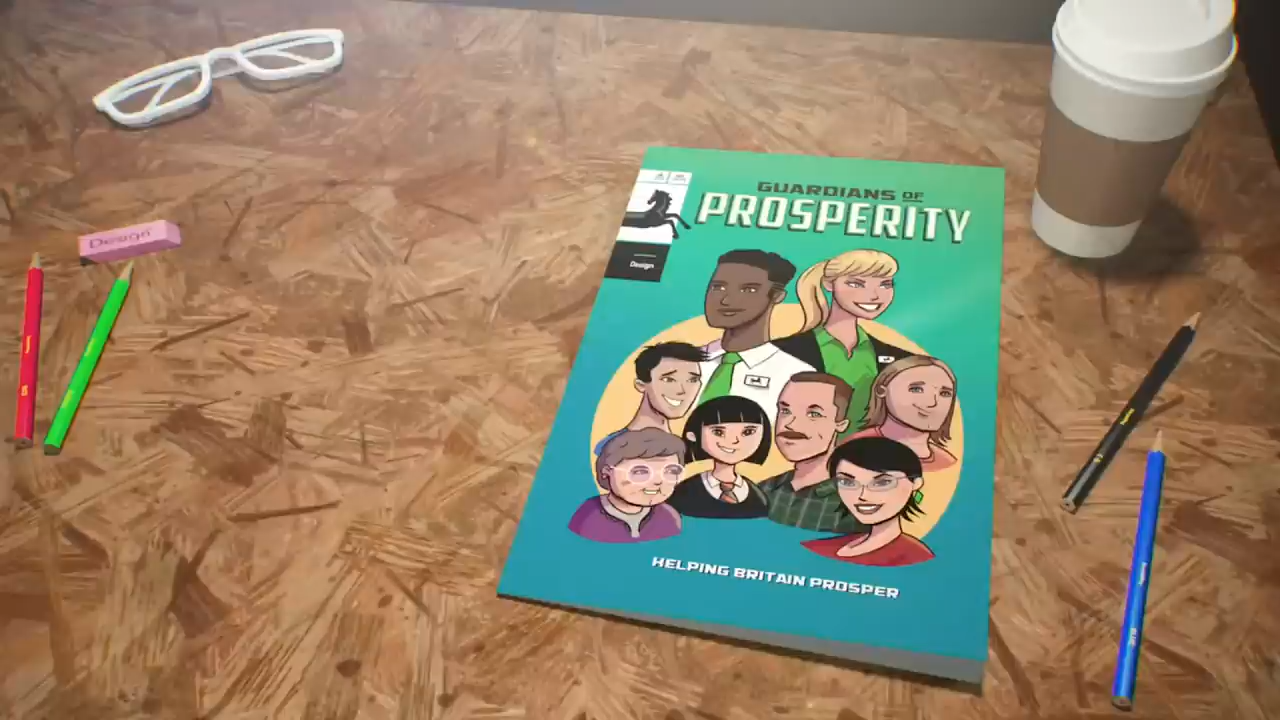 GUARDIANS OF
PROSPERITY
Design
Design
HELPING BRITAIN PROSPER